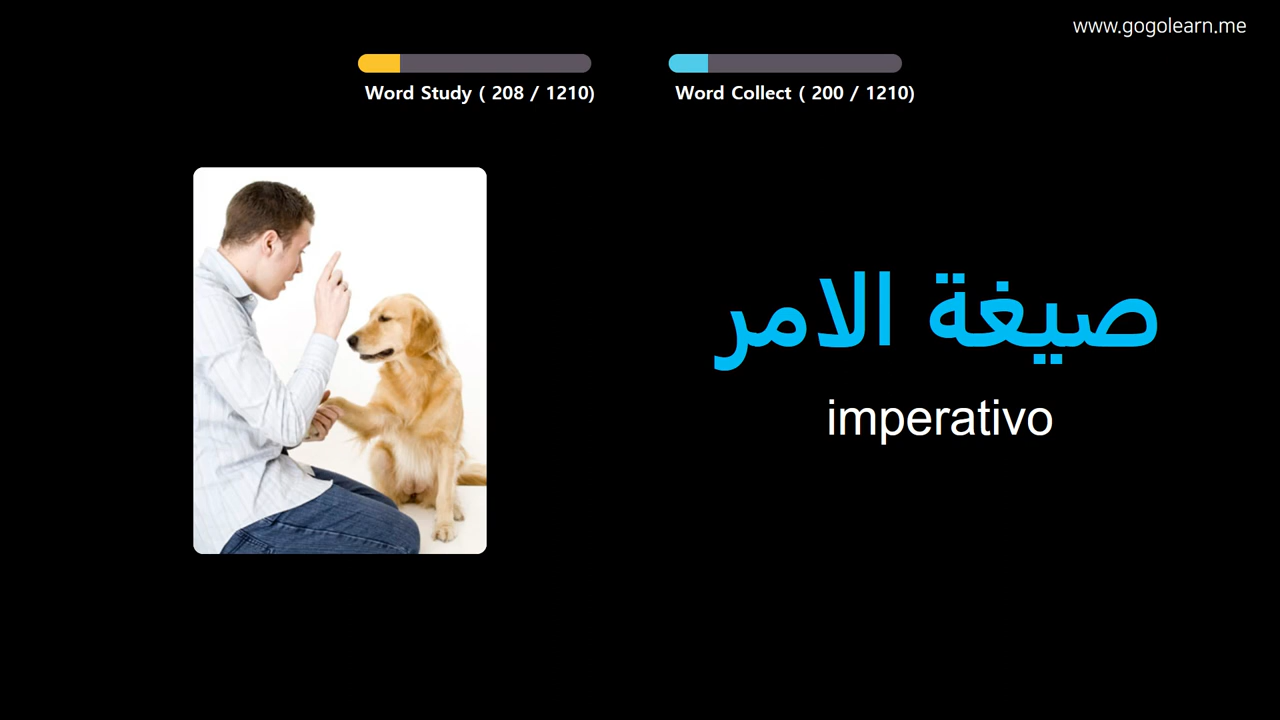 www.gogolearn.me
Word Study ( 208 / 1210)
Word Collect ( 200 / 1210)
صيغة الامر
imperativo